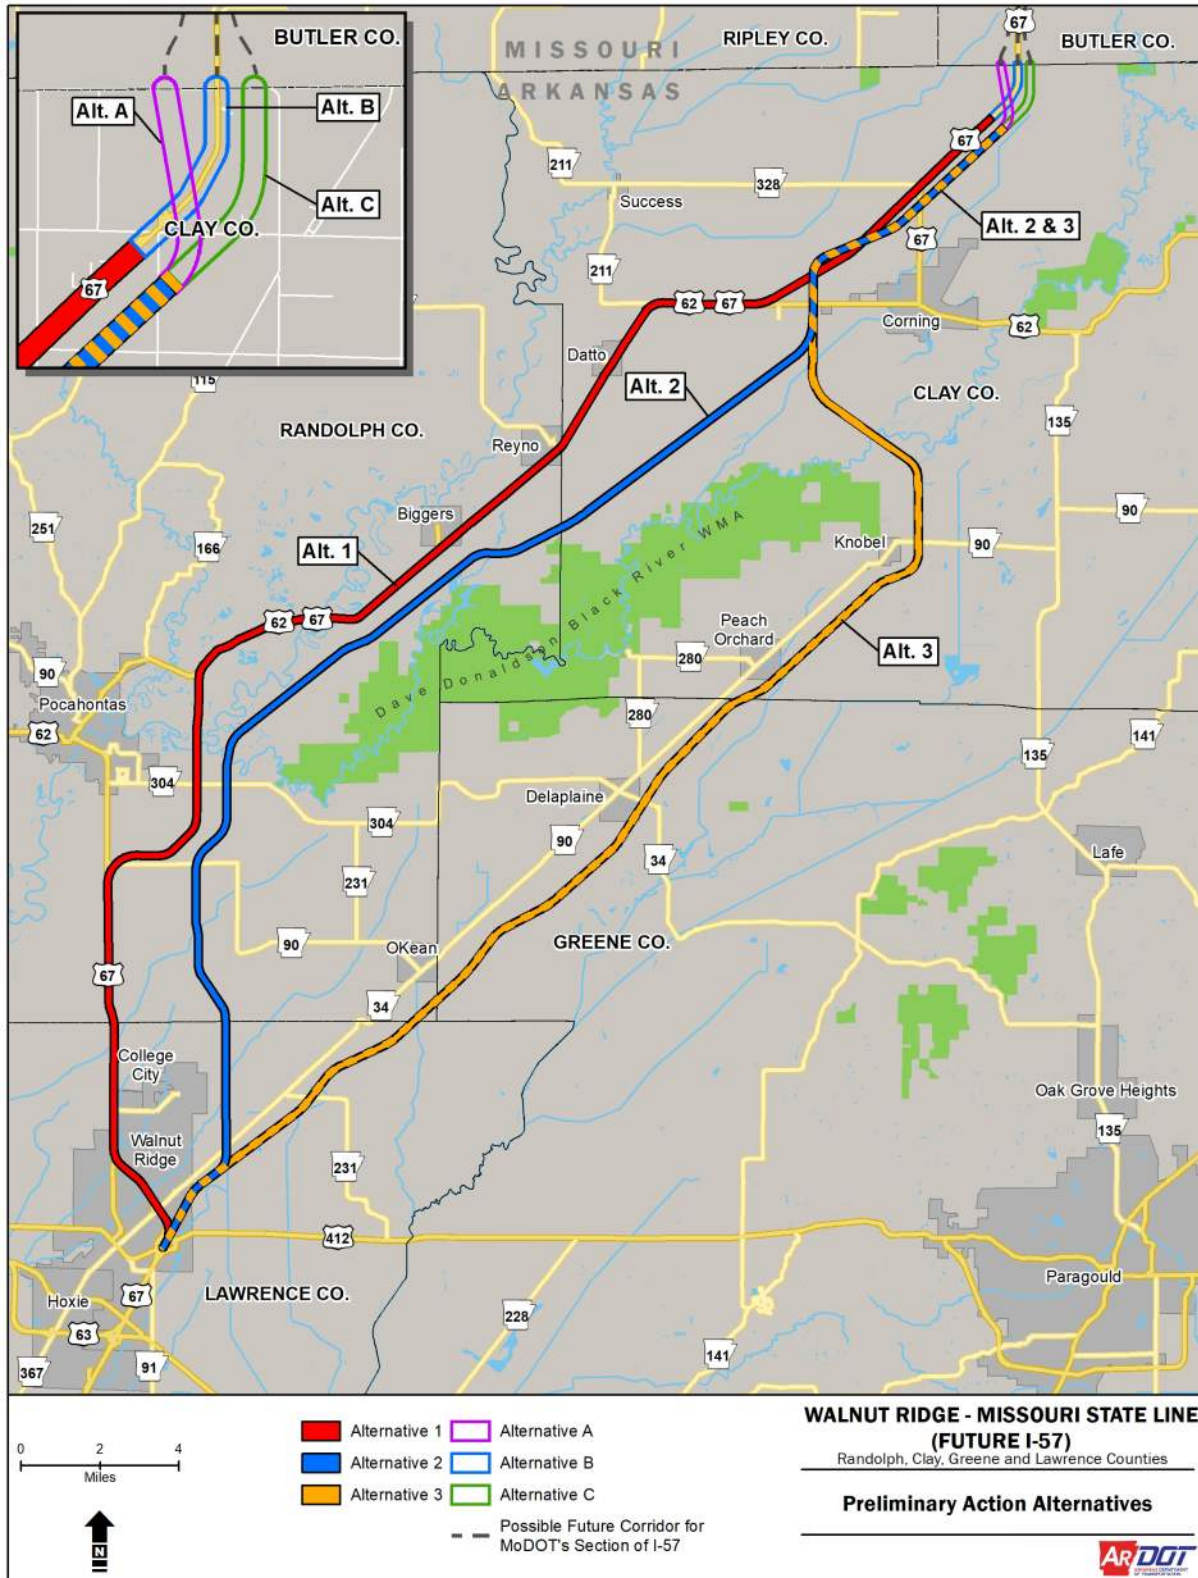 BUTLER CO.
Alt. A
Alt. B
Alt. C
CLAY CO.
67
MISSOURI
ARKANSAS
RIPLEY CO.
67
BUTLER CO.
67
211
328
Success
Alt. 2 & 3
67
211
62 67
Corning
62
Datto
Alt. 2
CLAY CO.
115
135
RANDOLPH CO.
Reyno
Biggers
251
166
Alt. 1
90
Knobel
90
Dave Donaldson Black River WMA
62 67
Peach
Orchard
280
Alt. 3
90
Pocahontas
62
280
141
135
304
Delaplaine
304
90
34
Lafe
231
90
OKean
GREENE CO.
67
34
College
City
Oak Grove Heights
135
Walnut
Ridge
231
412
Paragould
Hoxie
67
LAWRENCE CO.
63
228
367
91
141
WALNUT RIDGE - MISSOURI STATE LINE
(FUTURE I-57)
Randolph, Clay, Greene and Lawrence Counties
Preliminary Action Alternatives
0 2 4
Miles
N
Alternative 1
Alternative 2
Alternative 3
Alternative A
Alternative B
Alternative C
Possible Future Corridor for
MoDOT's Section of I-57
ARDOT
ARKANSAS DEPARTMENT
OF TRANSPORTATION